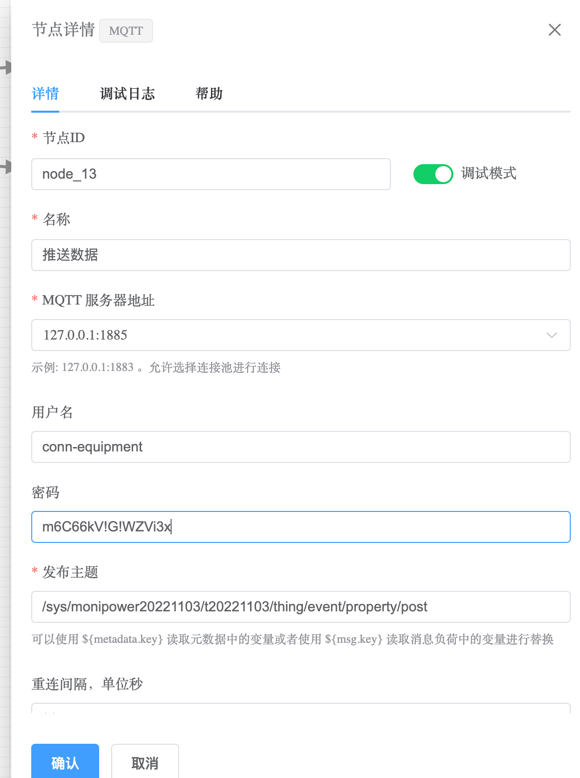 节点详情 MQTT
详情 调试日志 帮助
* 节点ID
node_13 调试模式
* 名称
推送数据
* MQTT 服务器地址
127.0.0.1:1885
示例: 127.0.0.1:1883 。允许选择连接池进行连接
用户名
conn-equipment
密码
m6C66kV!G!WZVi3x
* 发布主题
/sys/monipower20221103/t20221103/thing/event/property/post
可以使用 ${metadata.key} 读取元数据中的变量或者使用 ${msg.key} 读取消息负荷中的变量进行替换
重连间隔，单位秒
确认 取消